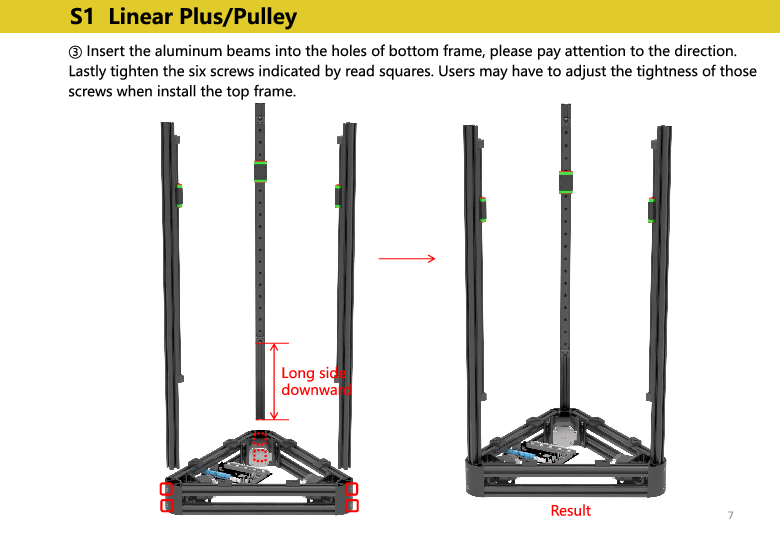 S1 Linear Plus/Pulley
③ Insert the aluminum beams into the holes of bottom frame, please pay attention to the direction.
Lastly tighten the six screws indicated by read squares. Users may have to adjust the tightness of those
screws when install the top frame.
Long side
downward
Result
7